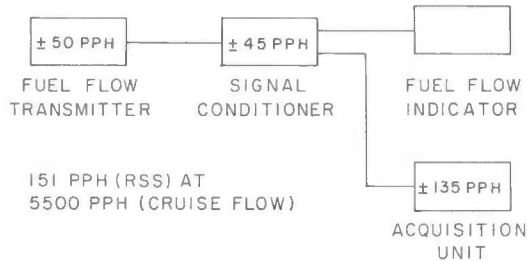 ± 50 PPH
± 45 PPH
FUEL FLOW
TRANSMITTER
SIGNAL
CONDITIONER
FUEL FLOW
INDICATOR
151 PPH (RSS) AT
5500 PPH (CRUISE FLOW)
± 135 PPH
ACQUISITION
UNIT